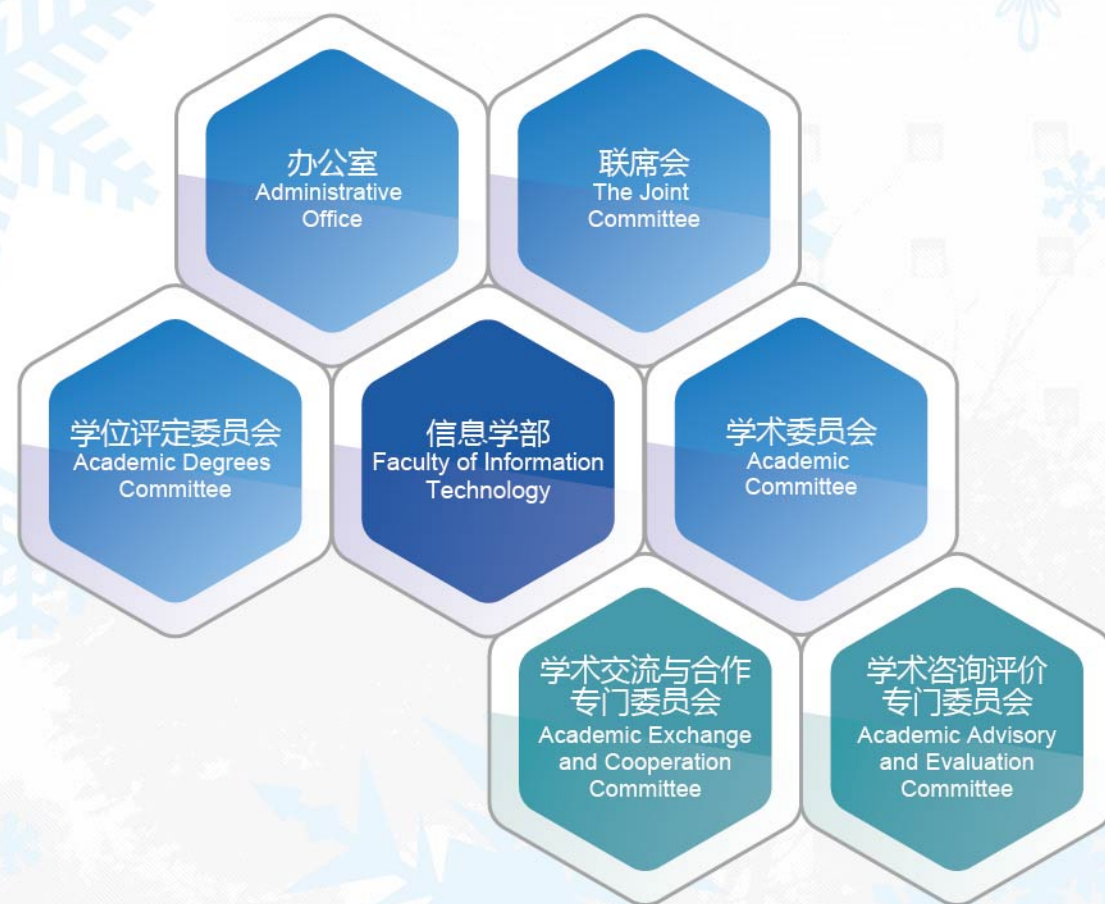 办公室
Administrative
Office
联席会
The Joint
Committee
学位评定委员会
Academic Degrees
Committee
信息学部
Faculty of Information
Technology
学术委员会
Academic
Committee
学术交流与合作
专门委员会
Academic Exchange
and Cooperation
Committee
学术咨询评价
专门委员会
Academic Advisory
and Evaluation
Committee